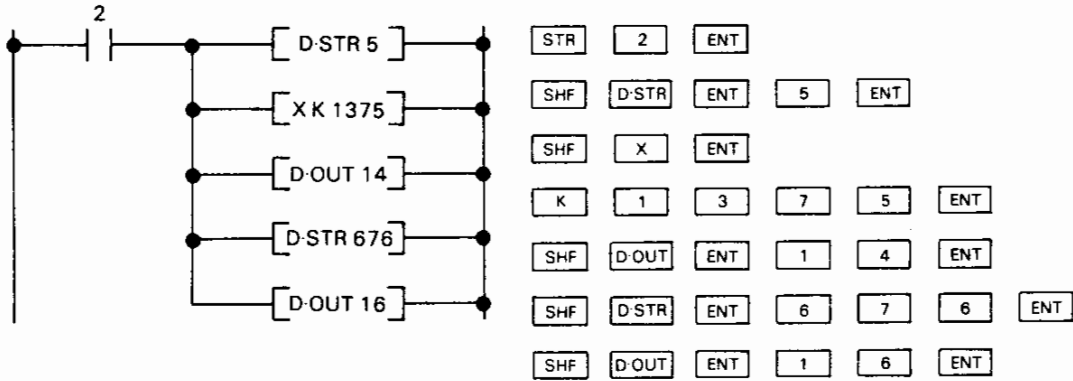 2
D·STR 5
X K 1375
D·OUT 14
D·STR 676
D·OUT 16
STR 2 ENT
SHF D·STR ENT 5 ENT
SHF X ENT
K 1 3 7 5 ENT
SHF D·OUT ENT 1 4 ENT
SHF D·STR ENT 6 7 6 ENT
SHF D·OUT ENT 1 6 ENT